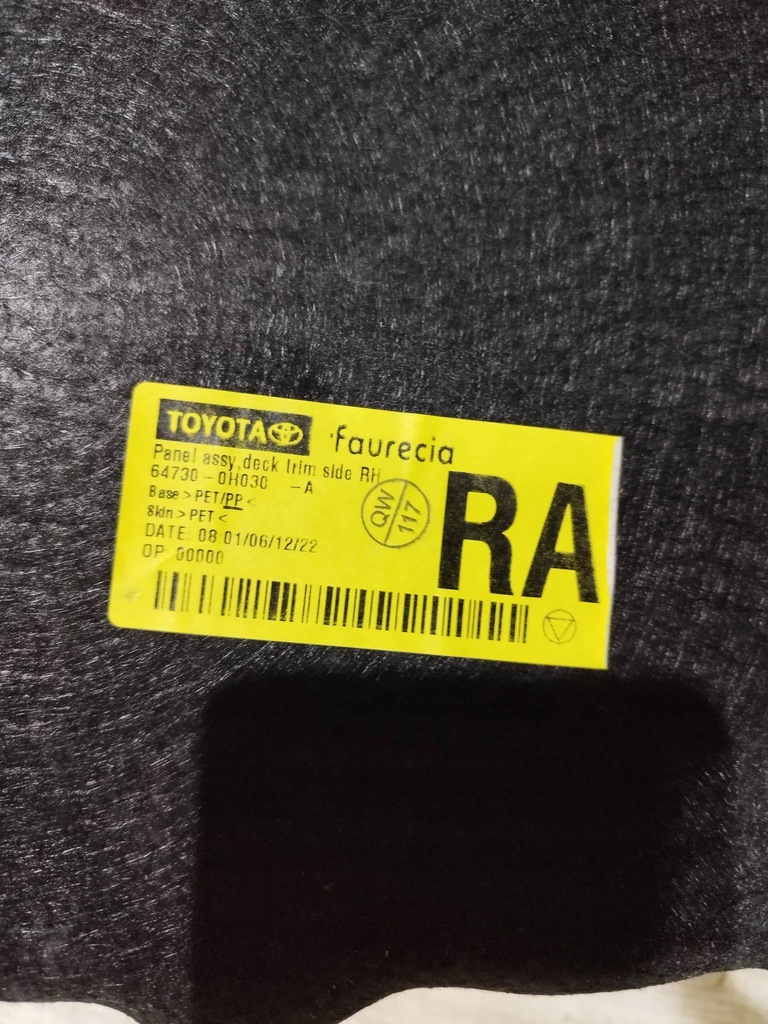 TOYOTA
faurecia
Panel assy,deck trim side RH
64730-0H030 -A
Base >PET/PP<
Skin >PET<
DATE: 08 01/06/12/22
OP 00000
QW
117
RA